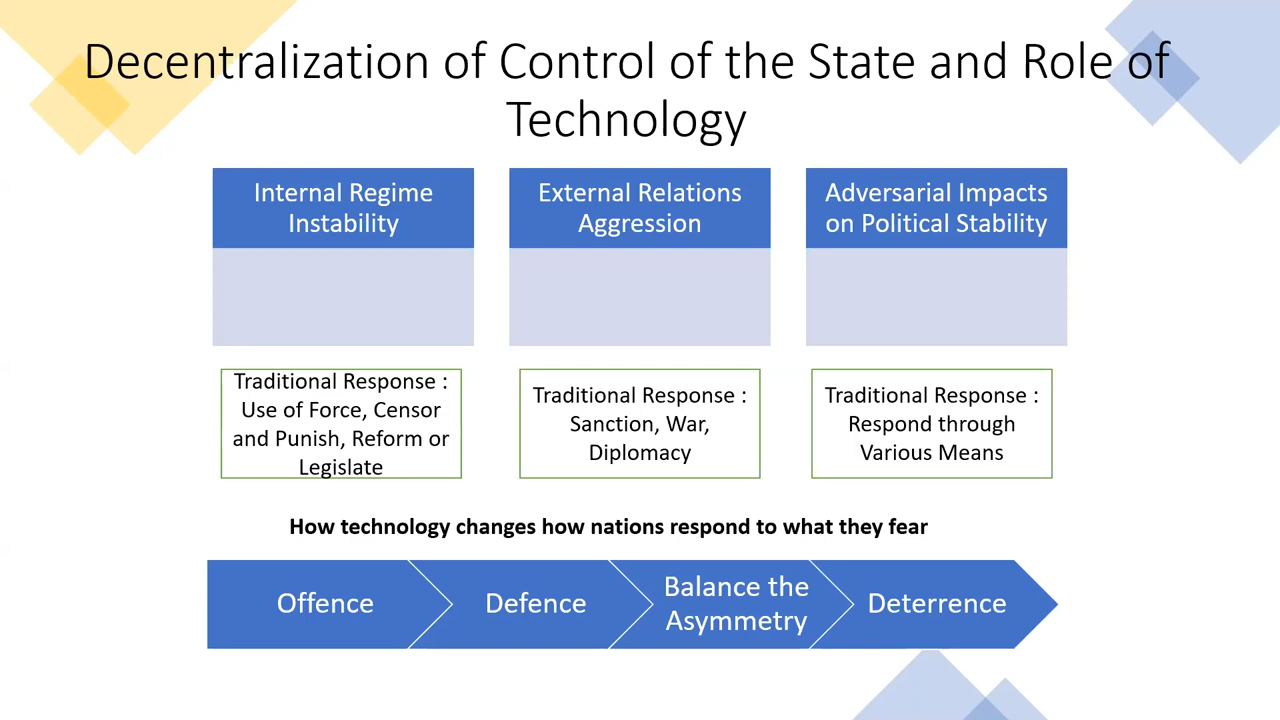 Decentralization of Control of the State and Role of
Technology
Internal Regime
Instability
External Relations
Aggression
Adversarial Impacts
on Political Stability
Traditional Response :
Use of Force, Censor
and Punish, Reform or
Legislate
Traditional Response :
Sanction, War,
Diplomacy
Traditional Response :
Respond through
Various Means
How technology changes how nations respond to what they fear
Offence
Defence
Balance the
Asymmetry
Deterrence